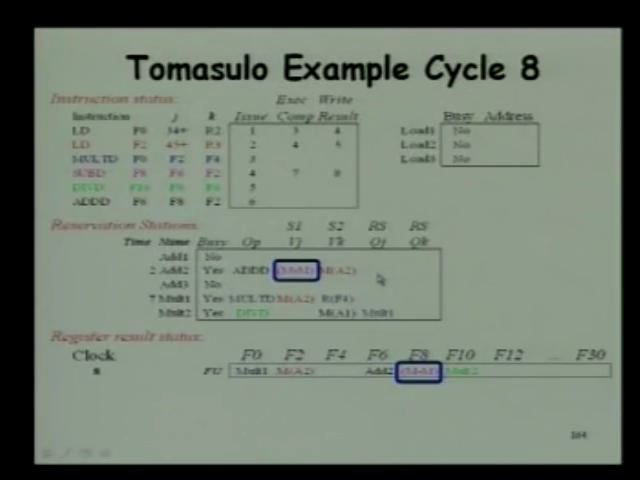 Tomasulo Example Cycle 8
Instruction status: Exec Write
Instruction j k Issue Comp Result Busy Address
LD F6 34+ R2 1 3 4 Load1 No
LD F2 45+ R3 2 4 5 Load2 No
MULTD F0 F2 F4 3 Load3 No
SUBD F8 F6 F2 4 7 8
DIVD F10 F0 F6 5
ADDD F6 F8 F2 6
Reservation Stations: S1 S2 RS RS
Time Name Busy Op Vj Vk Qj Qk
Add1 No
2 Add2 Yes ADDD (M-M) M(A2)
Add3 No
7 Mult1 Yes MULTD M(A2) R(F4)
Mult2 Yes DIVD M(A1) Mult1
Register result status:
Clock F0 F2 F4 F6 F8 F10 F12 ... F30
8 FU Mult1 M(A2) Add2 (M-M) Mult2